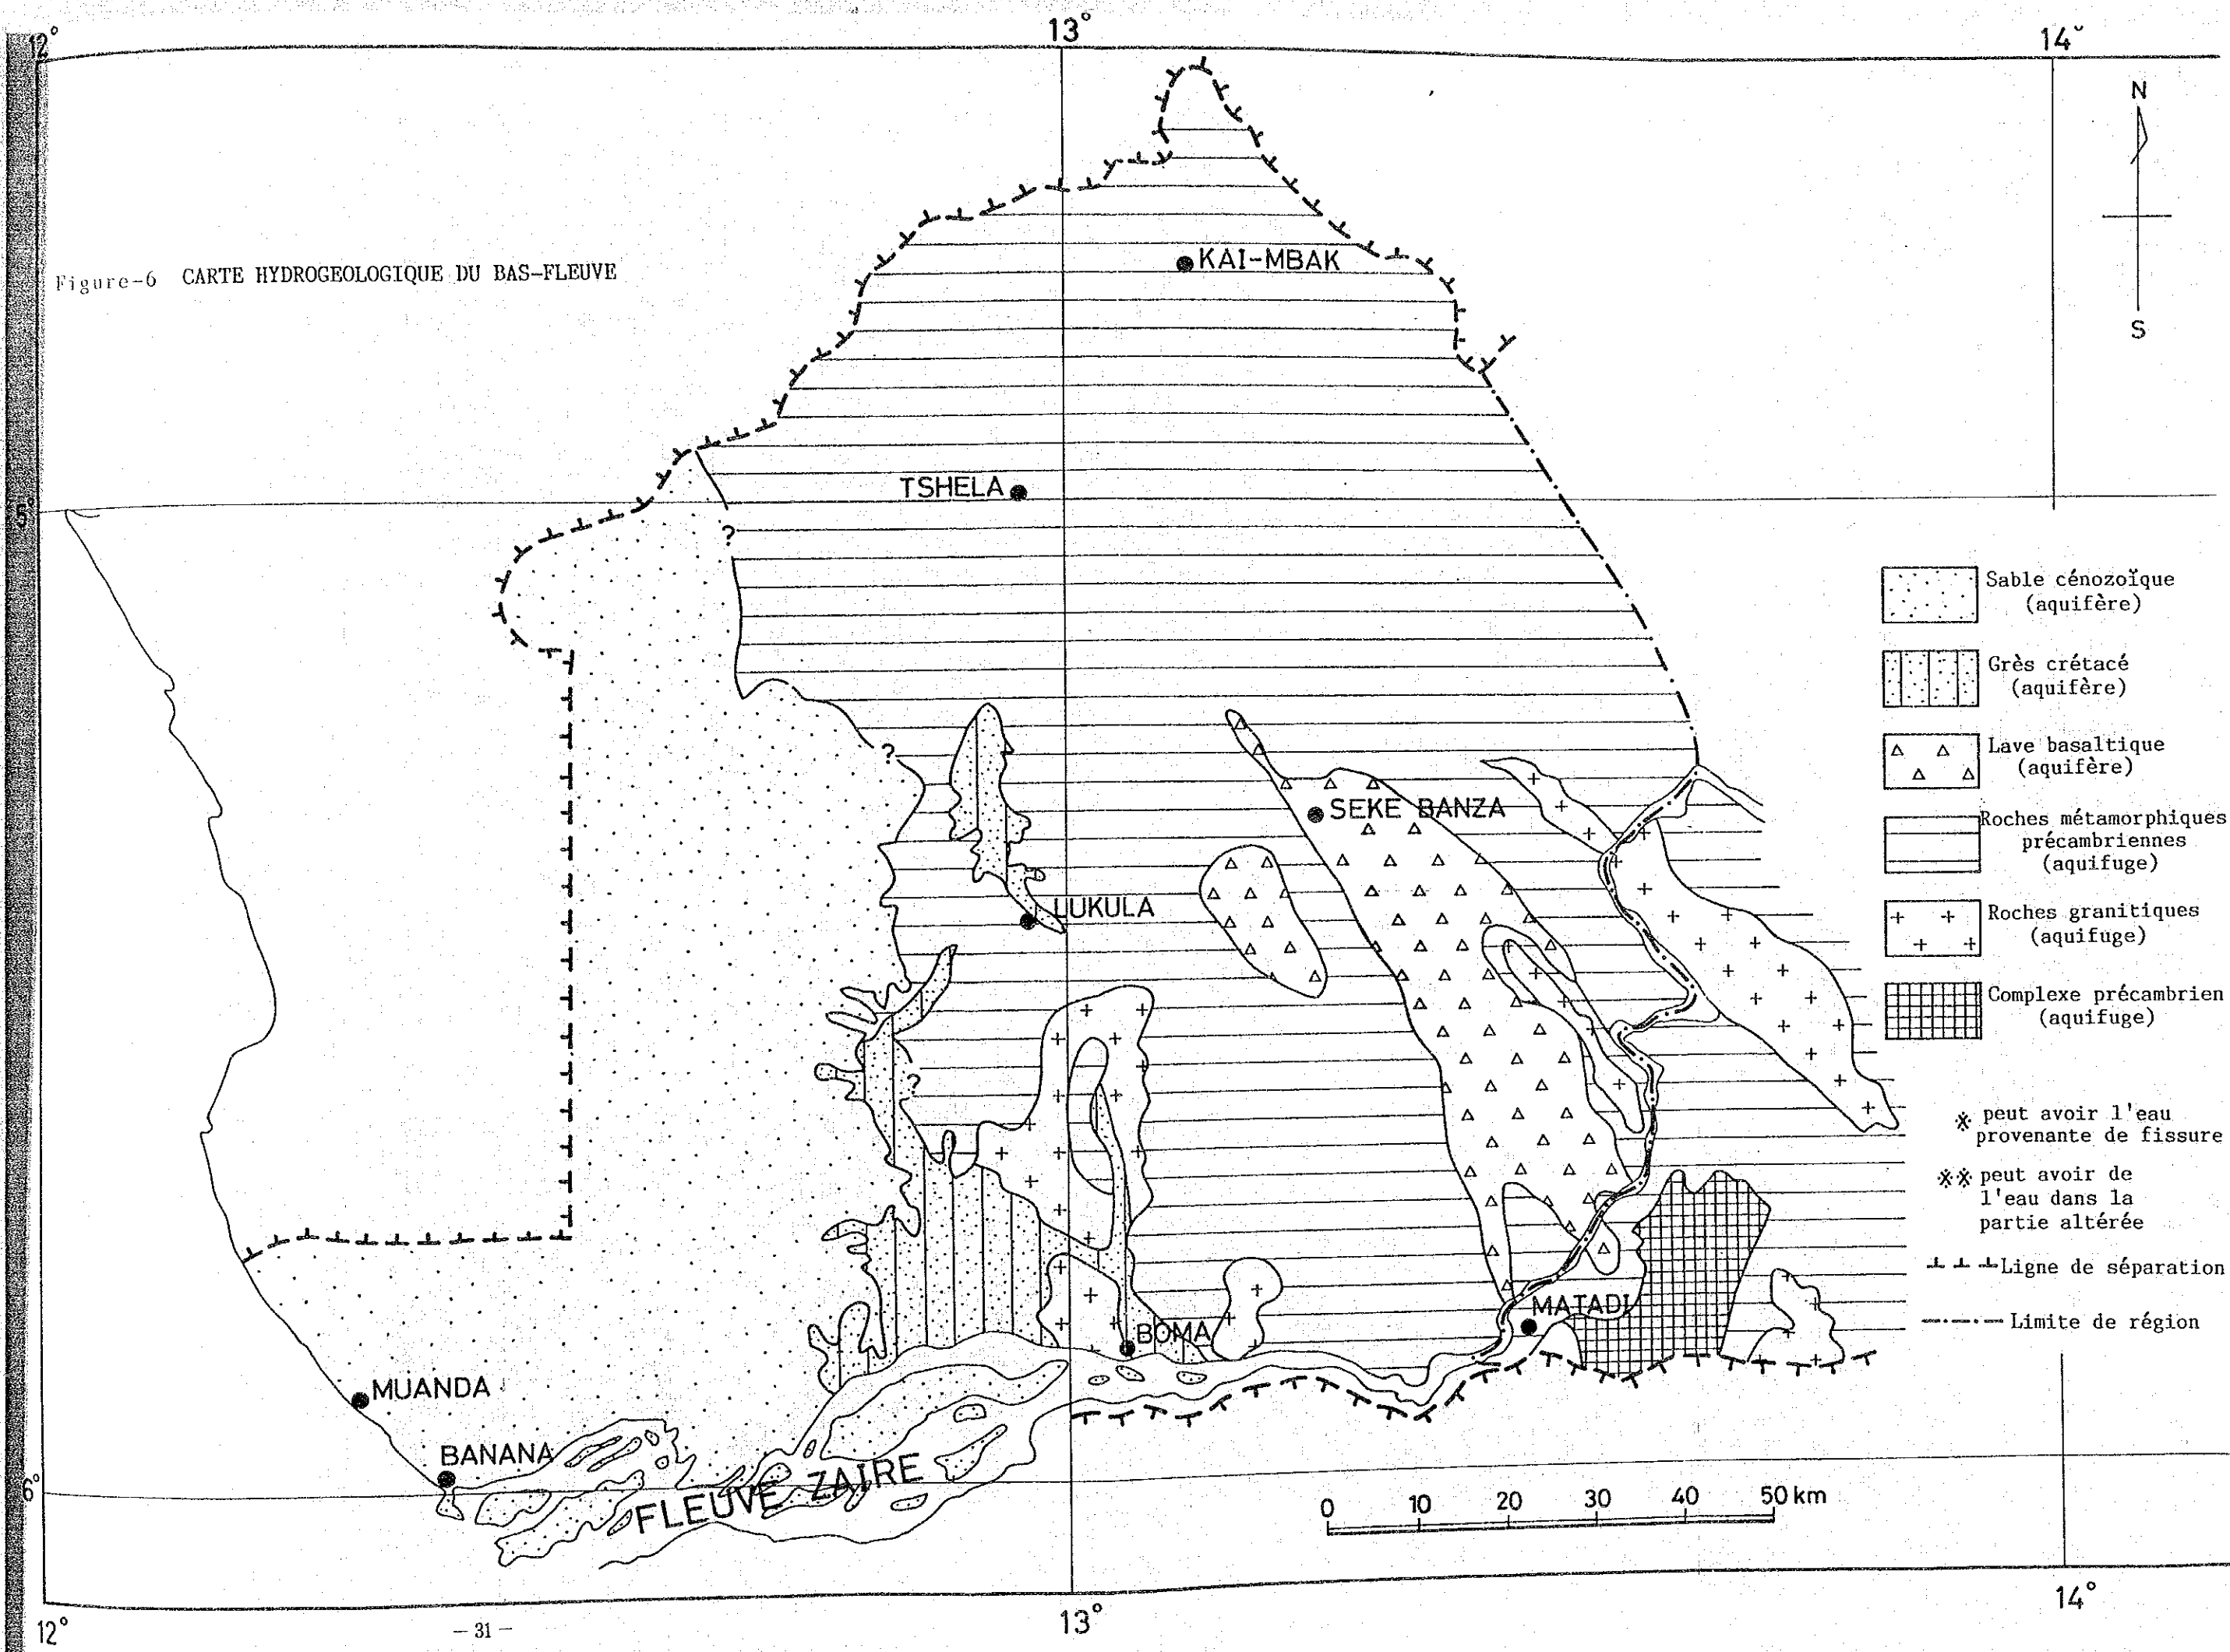 12°
13°
14°
N
S
Figure-6 CARTE HYDROGEOLOGIQUE DU BAS-FLEUVE
KAI-MBAK
TSHELA
5°
?
?
SEKE BANZA
LUKULA
?
MATADI
BOMA
MUANDA
BANANA
FLEUVE ZAIRE
6°
Sable cénozoïque
(aquifère)
Grès crétacé
(aquifère)
Lave basaltique
(aquifère)
Roches métamorphiques
précambriennes
(aquifuge)
Roches granitiques
(aquifuge)
Complexe précambrien
(aquifuge)
※ peut avoir l'eau
provenante de fissure
※※ peut avoir de
l'eau dans la
partie altérée
Ligne de séparation
Limite de région
0 10 20 30 40 50 km
12°
13°
14°
- 31 -